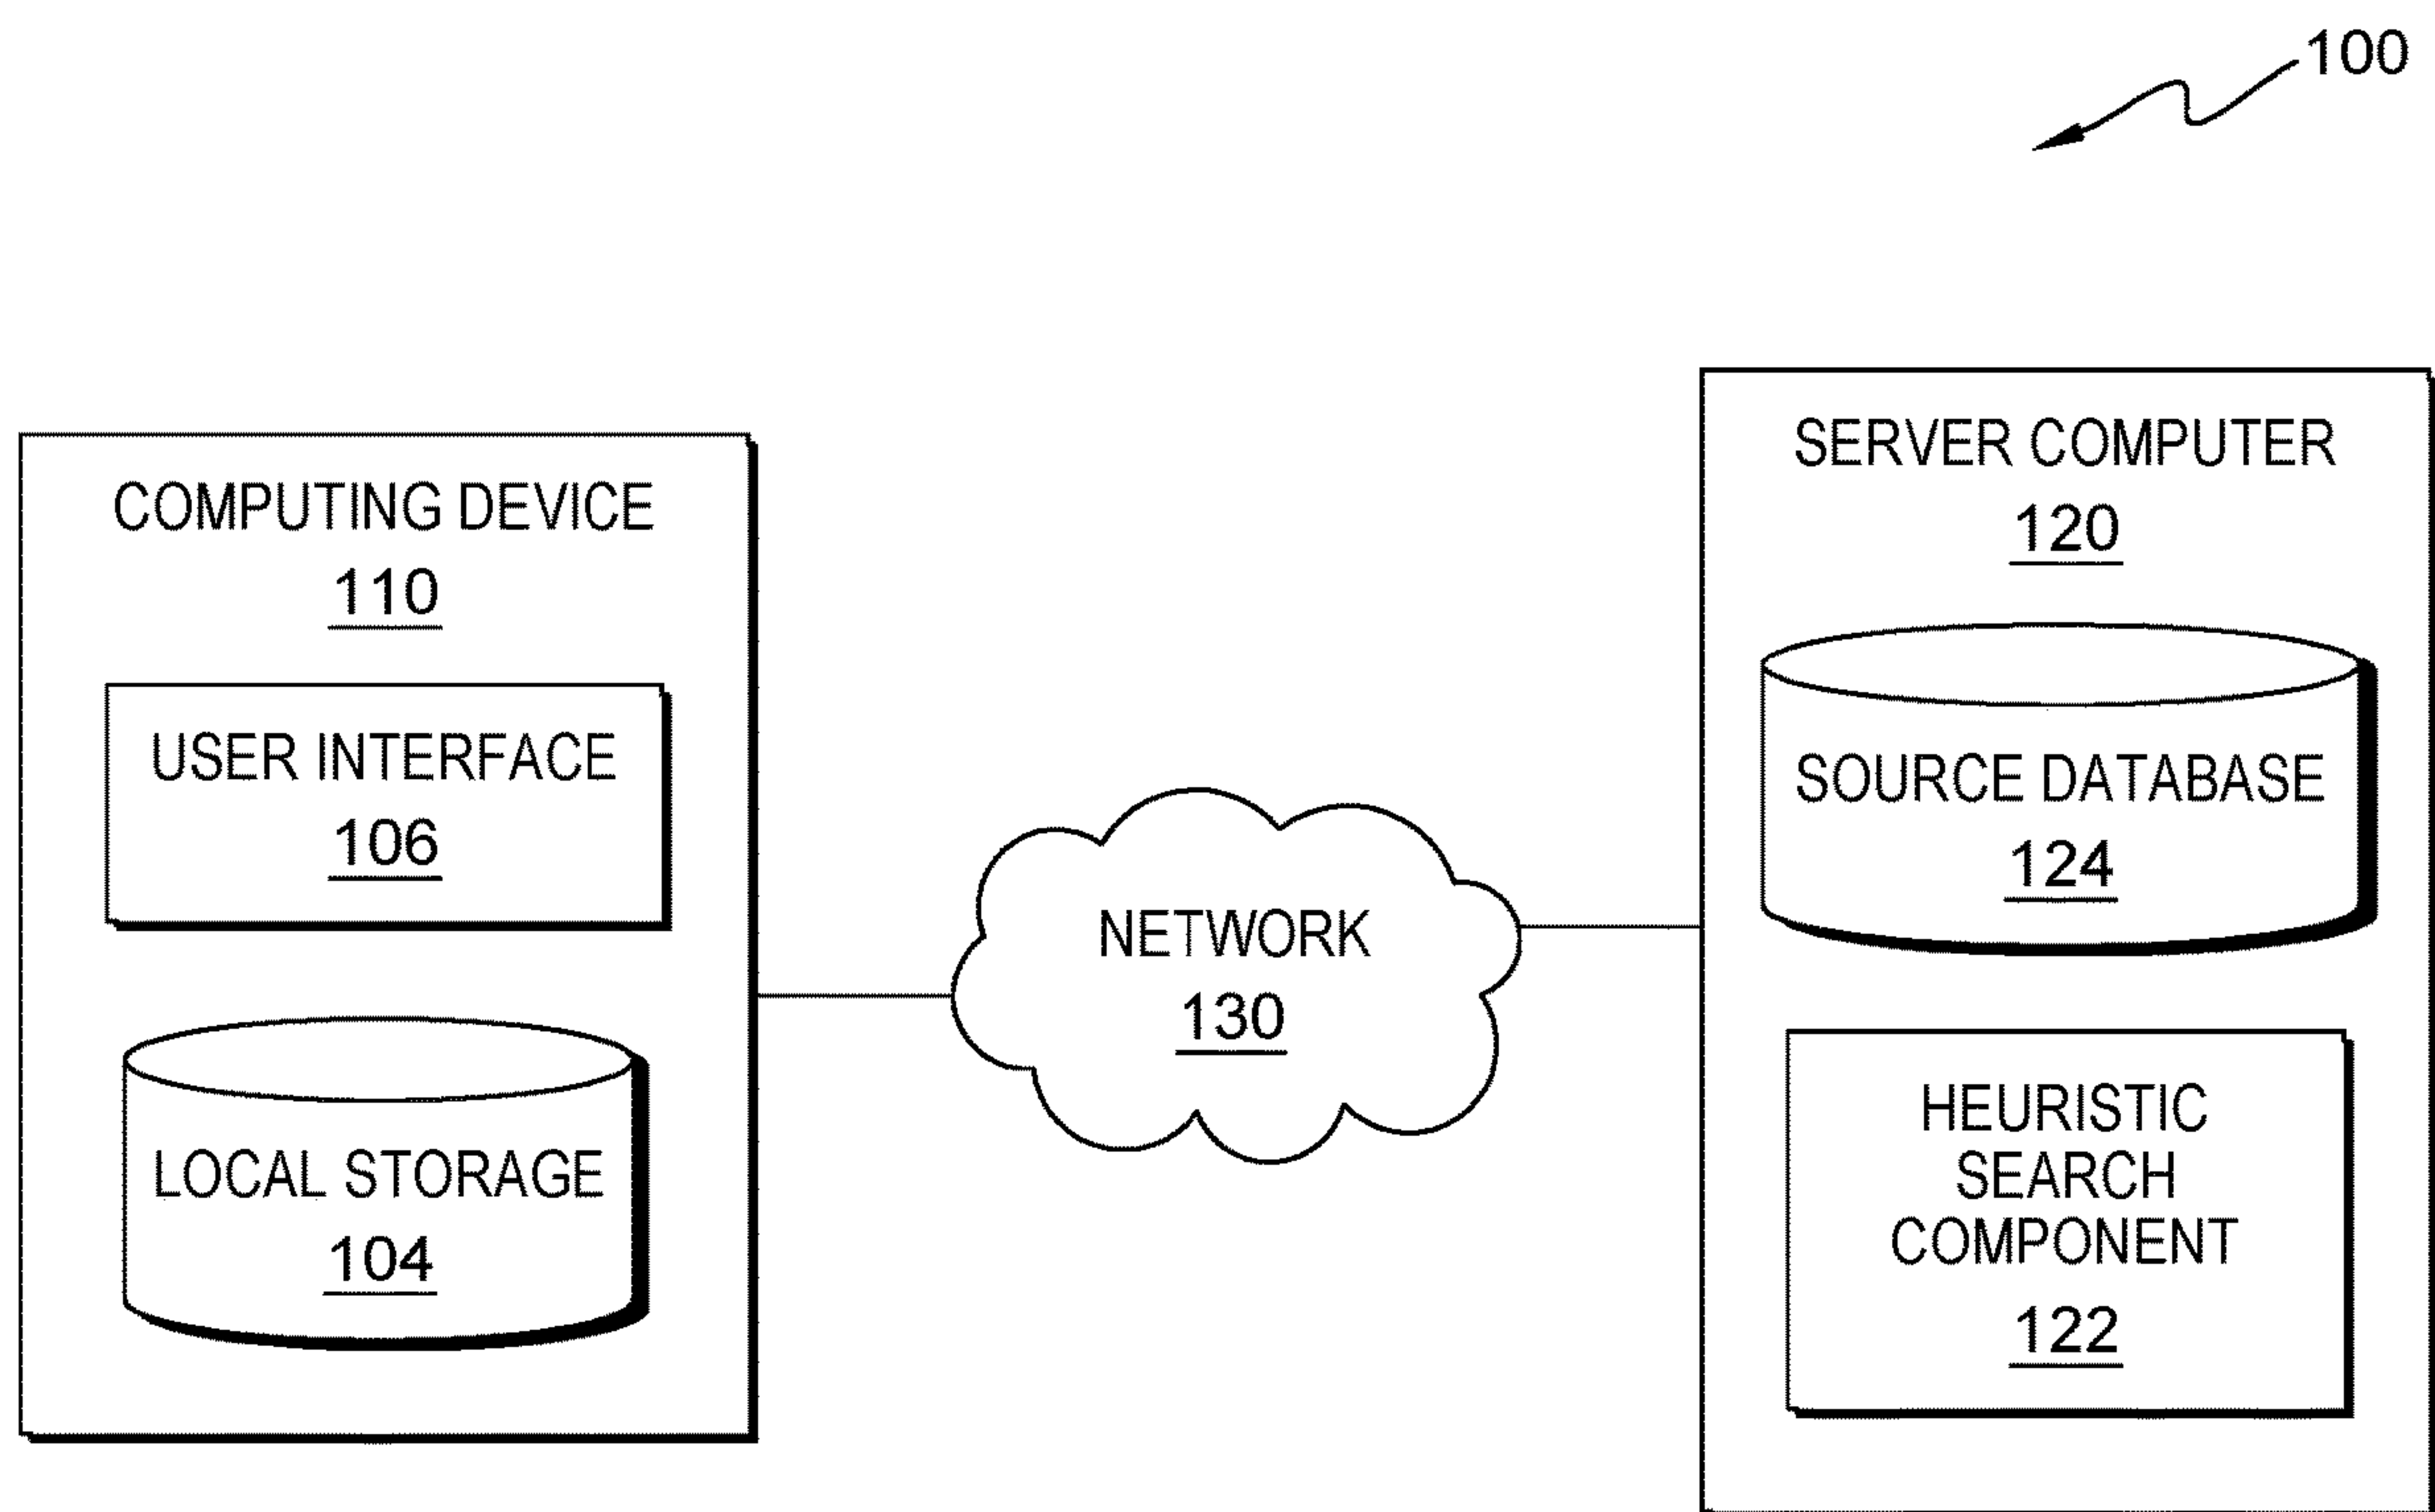 100
COMPUTING DEVICE
110
USER INTERFACE
106
LOCAL STORAGE
104
NETWORK
130
SERVER COMPUTER
120
SOURCE DATABASE
124
HEURISTIC
SEARCH
COMPONENT
122